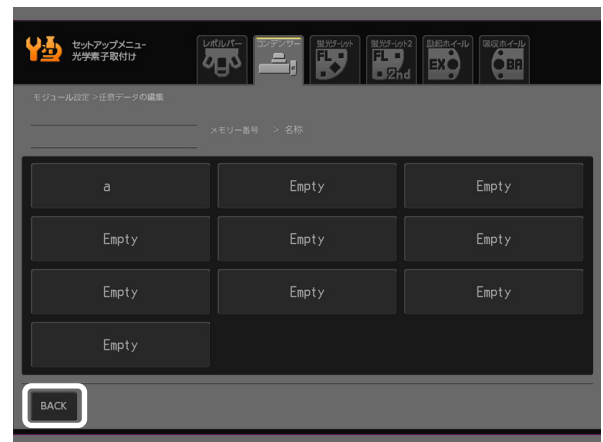 セットアップメニュー
光学素子取付け
レボルバー
コンデンサー
蛍光ターレット
FL
蛍光ターレット2
FL
2nd
励起ホイール
EX
吸収ホイール
BA
モジュール設定 >任意データの編集
メモリー番号 > 名称
a Empty Empty
Empty Empty Empty
Empty Empty Empty
Empty
BACK